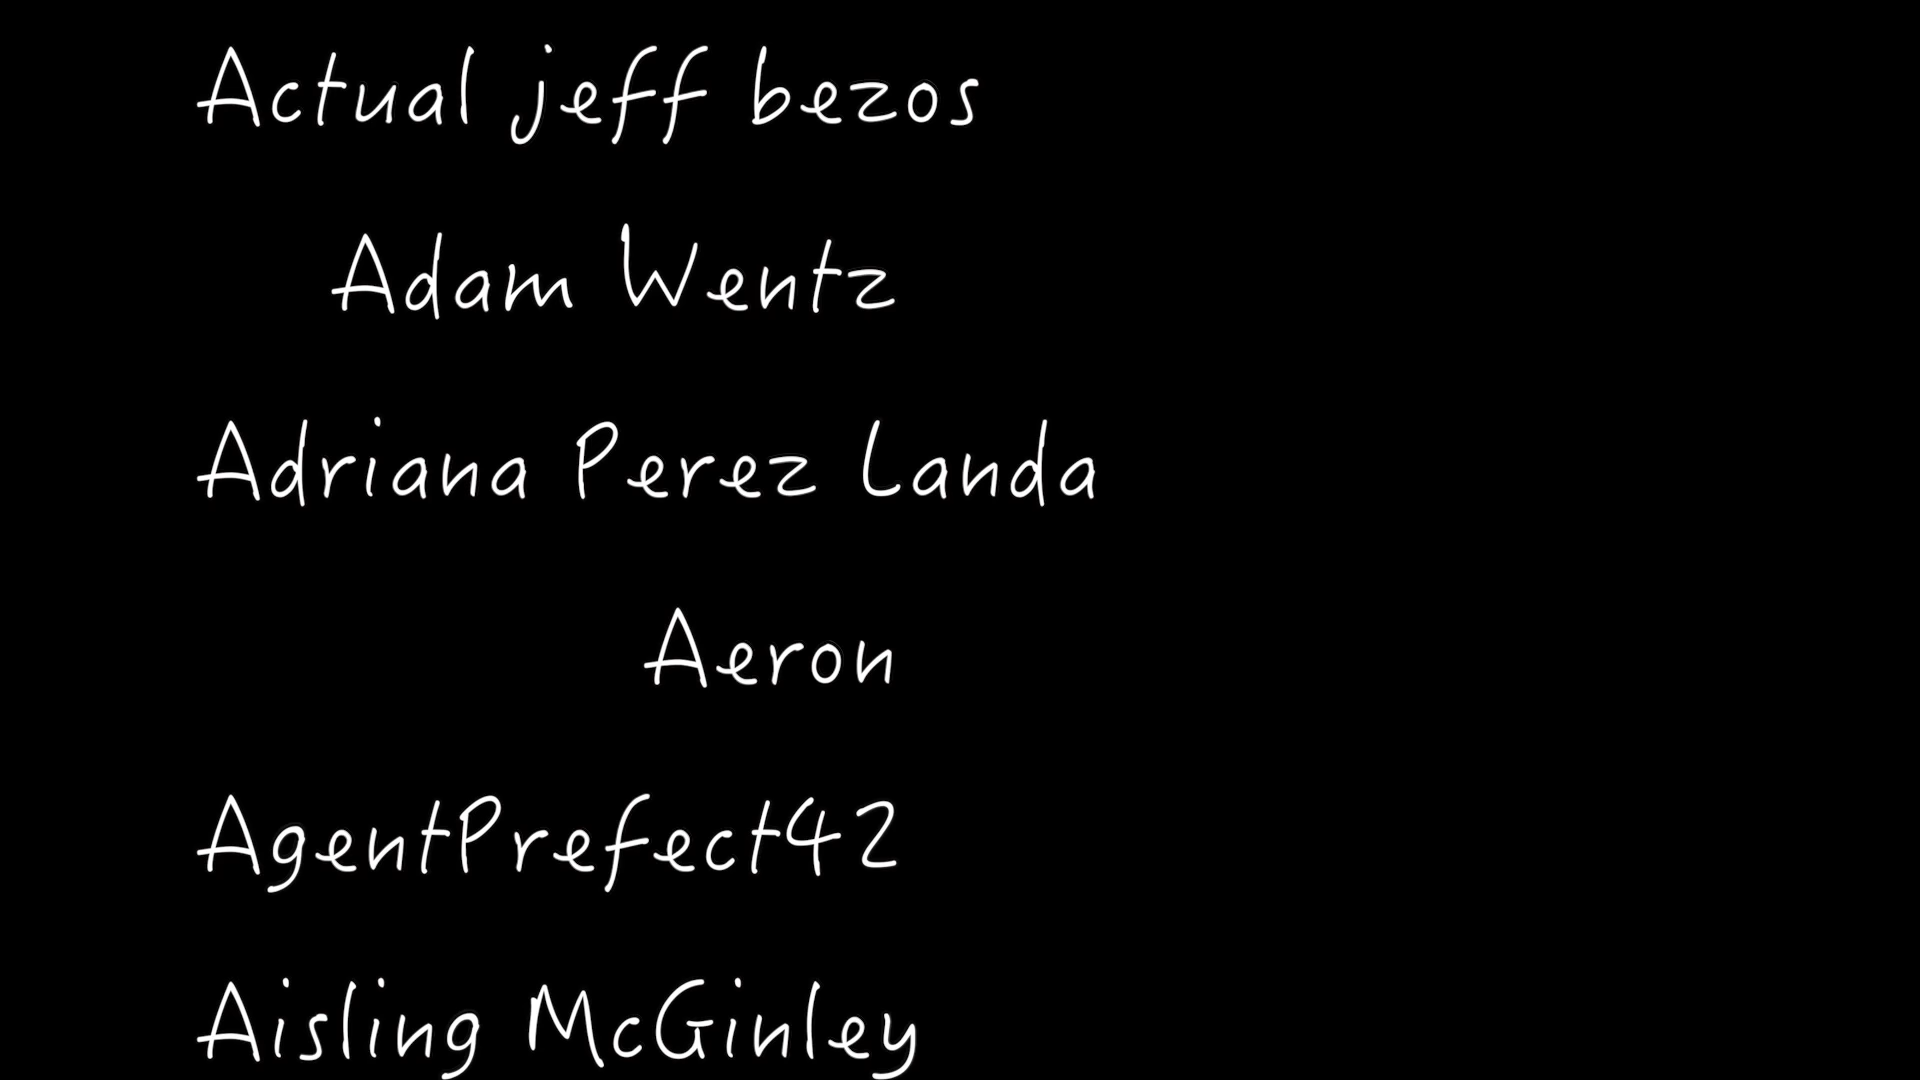 Actual jeff bezos
Adam Wentz
Adriana Perez Landa
Aeron
AgentPrefect42
Aisling McGinley